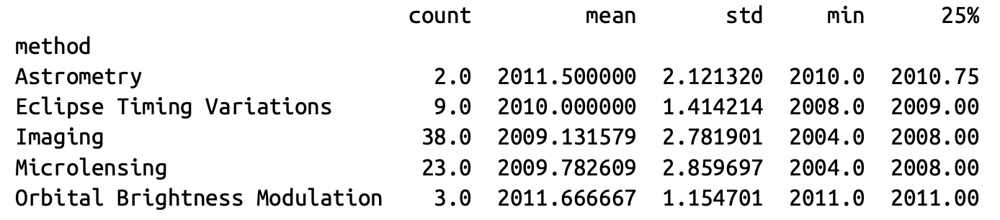 count mean std min 25%
method
Astrometry 2.0 2011.500000 2.121320 2010.0 2010.75
Eclipse Timing Variations 9.0 2010.000000 1.414214 2008.0 2009.00
Imaging 38.0 2009.131579 2.781901 2004.0 2008.00
Microlensing 23.0 2009.782609 2.859697 2004.0 2008.00
Orbital Brightness Modulation 3.0 2011.666667 1.154701 2011.0 2011.00